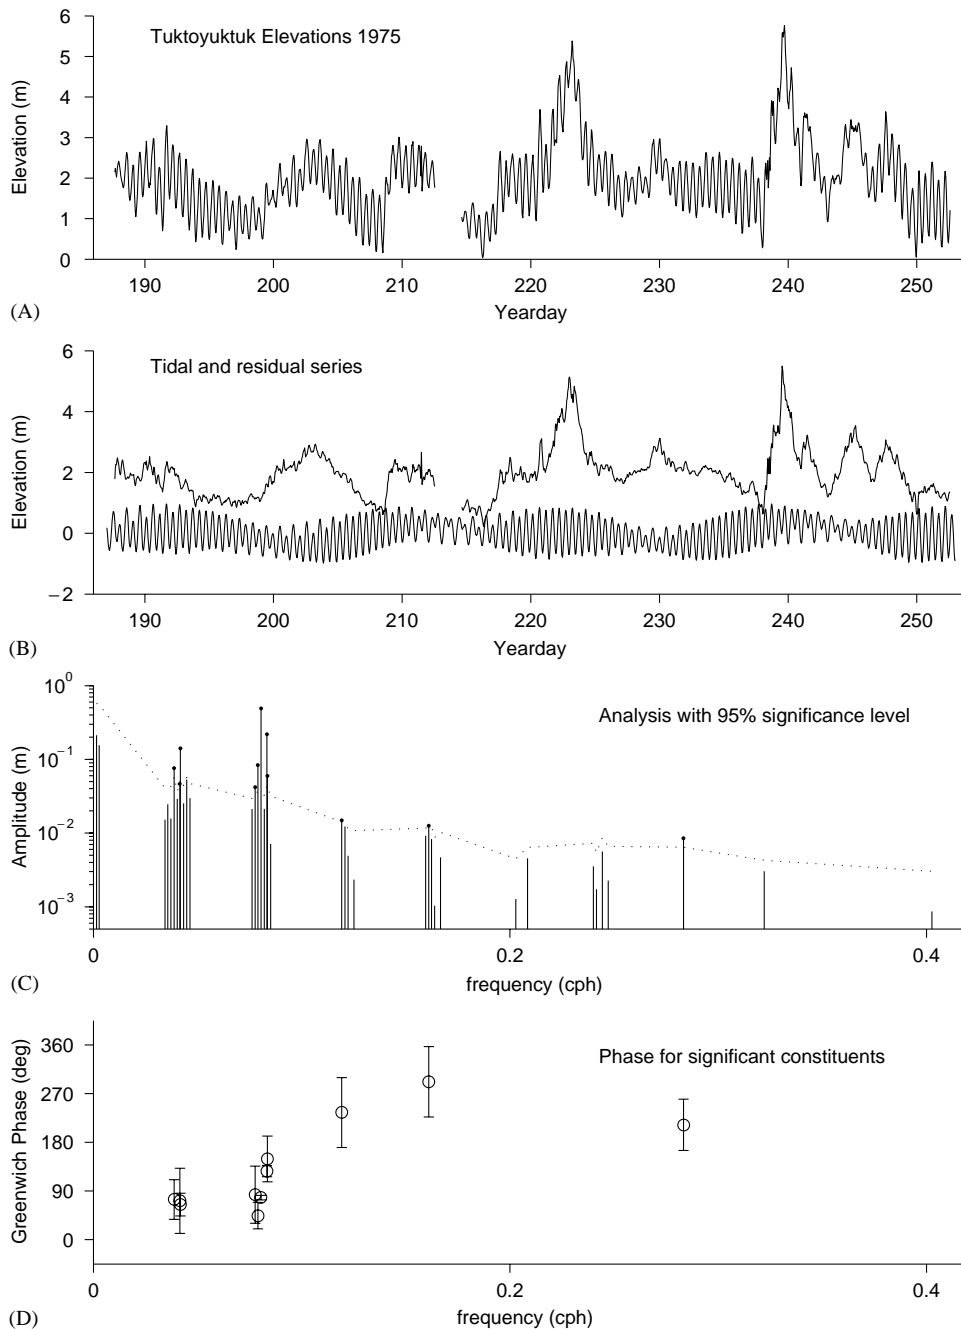 6
5
4
3
2
1
0
Elevation (m)
Tuktoyuktuk Elevations 1975
190 200 210 220 230 240 250
Yearday
(A)
6
4
2
0
−2
Elevation (m)
Tidal and residual series
190 200 210 220 230 240 250
Yearday
(B)
10^0
10^−1
10^−2
10^−3
Amplitude (m)
Analysis with 95% significance level
0 0.2 0.4
frequency (cph)
(C)
360
270
180
90
0
Greenwich Phase (deg)
Phase for significant constituents
0 0.2 0.4
frequency (cph)
(D)